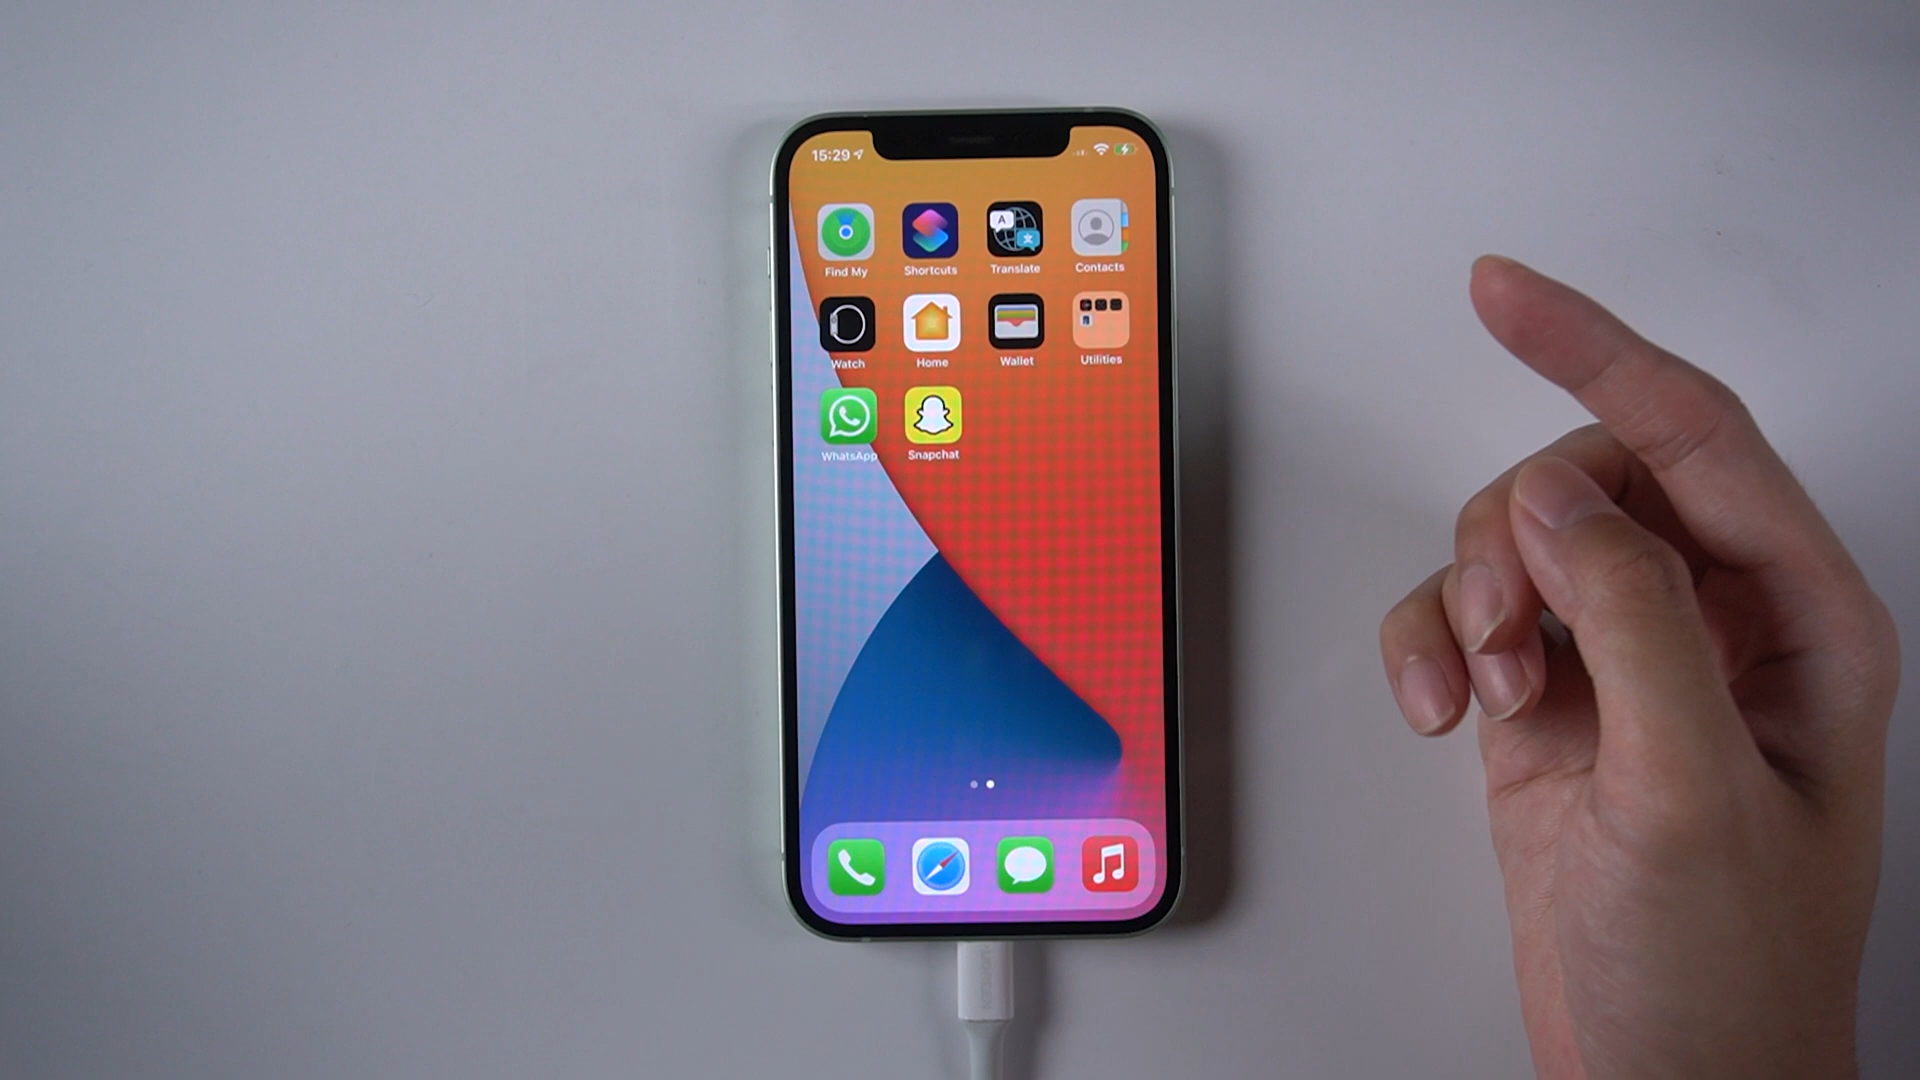 15:29
Find My Shortcuts Translate Contacts
Watch Home Wallet Utilities
WhatsApp Snapchat